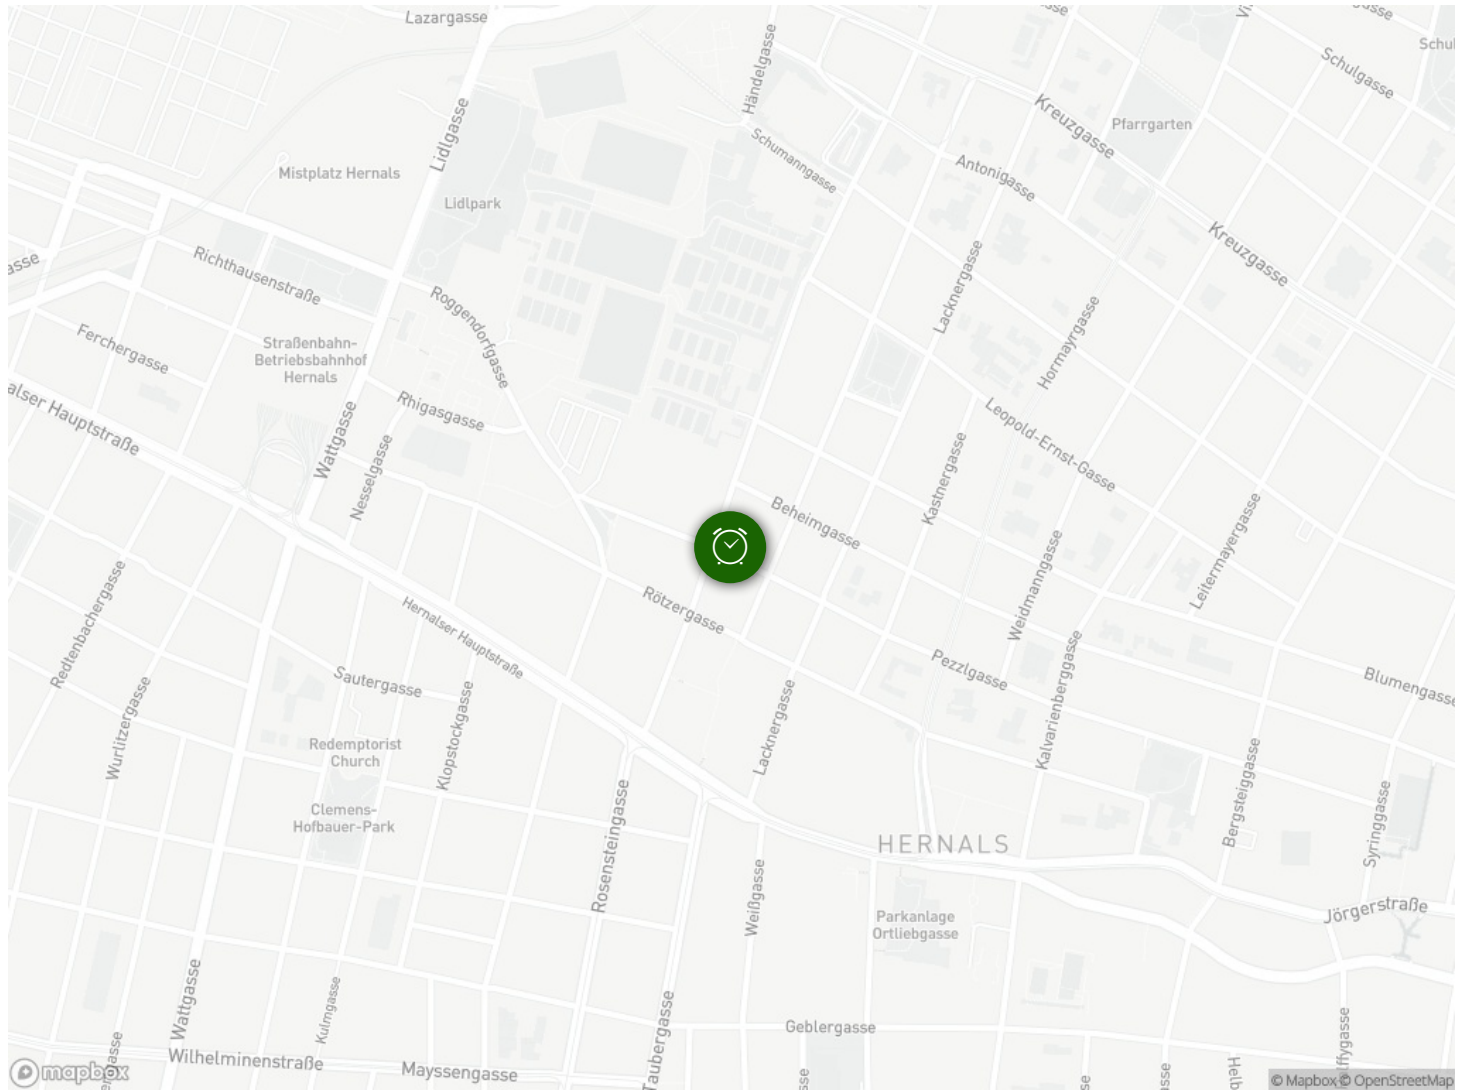 Lazargasse
Händelgasse
Schulgasse
Lidlgasse
Kreuzgasse
Pfarrgarten
Schumanngasse
Antonigasse
Mistplatz Hernals
Lidlpark
Kreuzgasse
Richthausenstraße
Lacknergasse
Roggendorfgasse
Hormayrgasse
Ferchergasse
Straßenbahn-
Betriebsbahnhof
Hernals
alser Hauptstraße
Rhigasgasse
Leopold-Ernst-Gasse
Wattgasse
Nesselgasse
Kastnergasse
Beheimgasse
Leitermayergasse
Weidmanngasse
Redtenbachergasse
Rötzergasse
Hernalser Hauptstraße
Sautergasse
Pezzlgasse
Kalvarienberggasse
Blumengasse
Wurlitzergasse
Klopstockgasse
Lacknergasse
Redemptorist
Church
Clemens-
Hofbauer-Park
Rosensteingasse
Bergsteiggasse
Syringgasse
HERNALS
Weißgasse
Parkanlage
Ortliebgasse
Jörgerstraße
Wattgasse
Kulmgasse
Taubergasse
Geblergasse
Wilhelminenstraße
Mayssengasse
mapbox
© Mapbox © OpenStreetMap